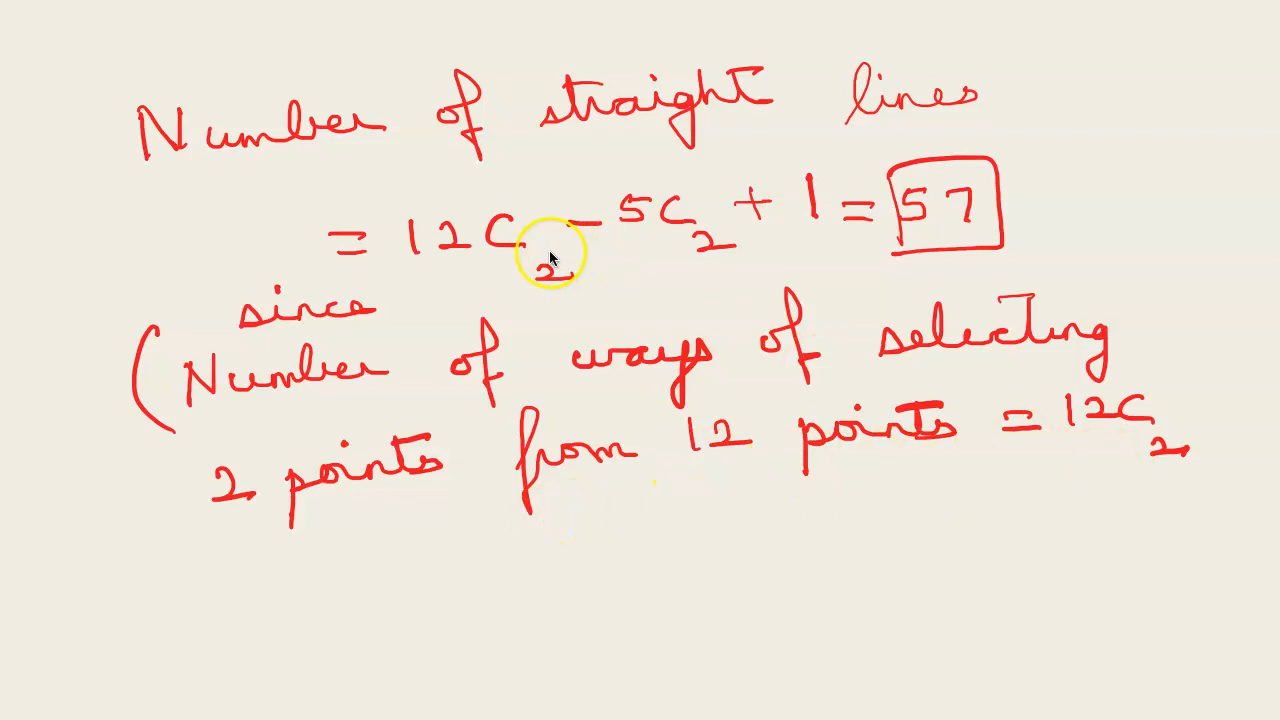 Number of straight lines
= 12C2 - 5C2 + 1 = 57
since
(Number of ways of selecting
2 points from 12 points = 12C2